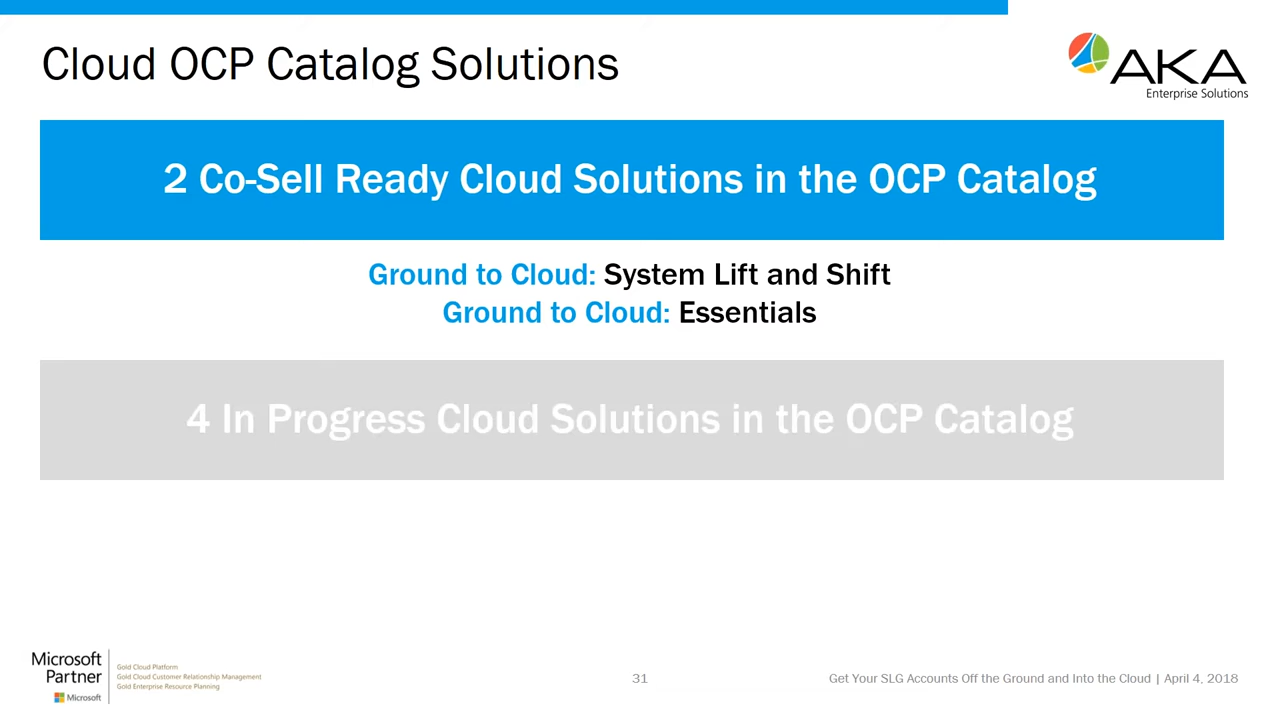 Cloud OCP Catalog Solutions
AKA
Enterprise Solutions
2 Co-Sell Ready Cloud Solutions in the OCP Catalog
Ground to Cloud: System Lift and Shift
Ground to Cloud: Essentials
4 In Progress Cloud Solutions in the OCP Catalog
Microsoft
Partner
Microsoft
Gold Cloud Platform
Gold Cloud Customer Relationship Management
Gold Enterprise Resource Planning
31
Get Your SLG Accounts Off the Ground and Into the Cloud | April 4, 2018